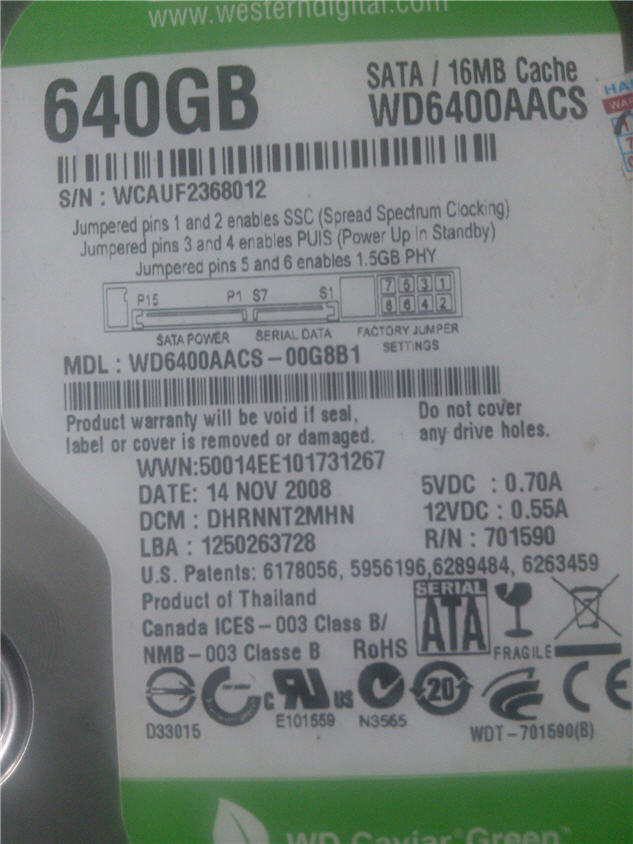 www.westerndigital.com
640GB
SATA / 16MB Cache
WD6400AACS
S/N : WCAUF2368012
Jumpered pins 1 and 2 enables SSC (Spread Spectrum Clocking)
Jumpered pins 3 and 4 enables PUIS (Power Up In Standby)
Jumpered pins 5 and 6 enables 1.5GB PHY
P15 P1 S7 S1 7 5 3 1
8 6 4 2
SATA POWER SERIAL DATA FACTORY JUMPER
SETTINGS
MDL : WD6400AACS-00G8B1
Product warranty will be void if seal,
label or cover is removed or damaged.
Do not cover
any drive holes.
WWN:50014EE101731267
DATE: 14 NOV 2008
DCM : DHRNNT2MHN
LBA : 1250263728
5VDC : 0.70A
12VDC : 0.55A
R/N : 701590
U.S. Patents: 6178056, 5956196,6289484, 6263459
Product of Thailand
Canada ICES-003 Class B/
NMB-003 Classe B
RoHS
SERIAL
ATA
FRAGILE
c RU US
20
CE
D33015
E101559
N3565
WDT-701590(B)
WD Caviar Green